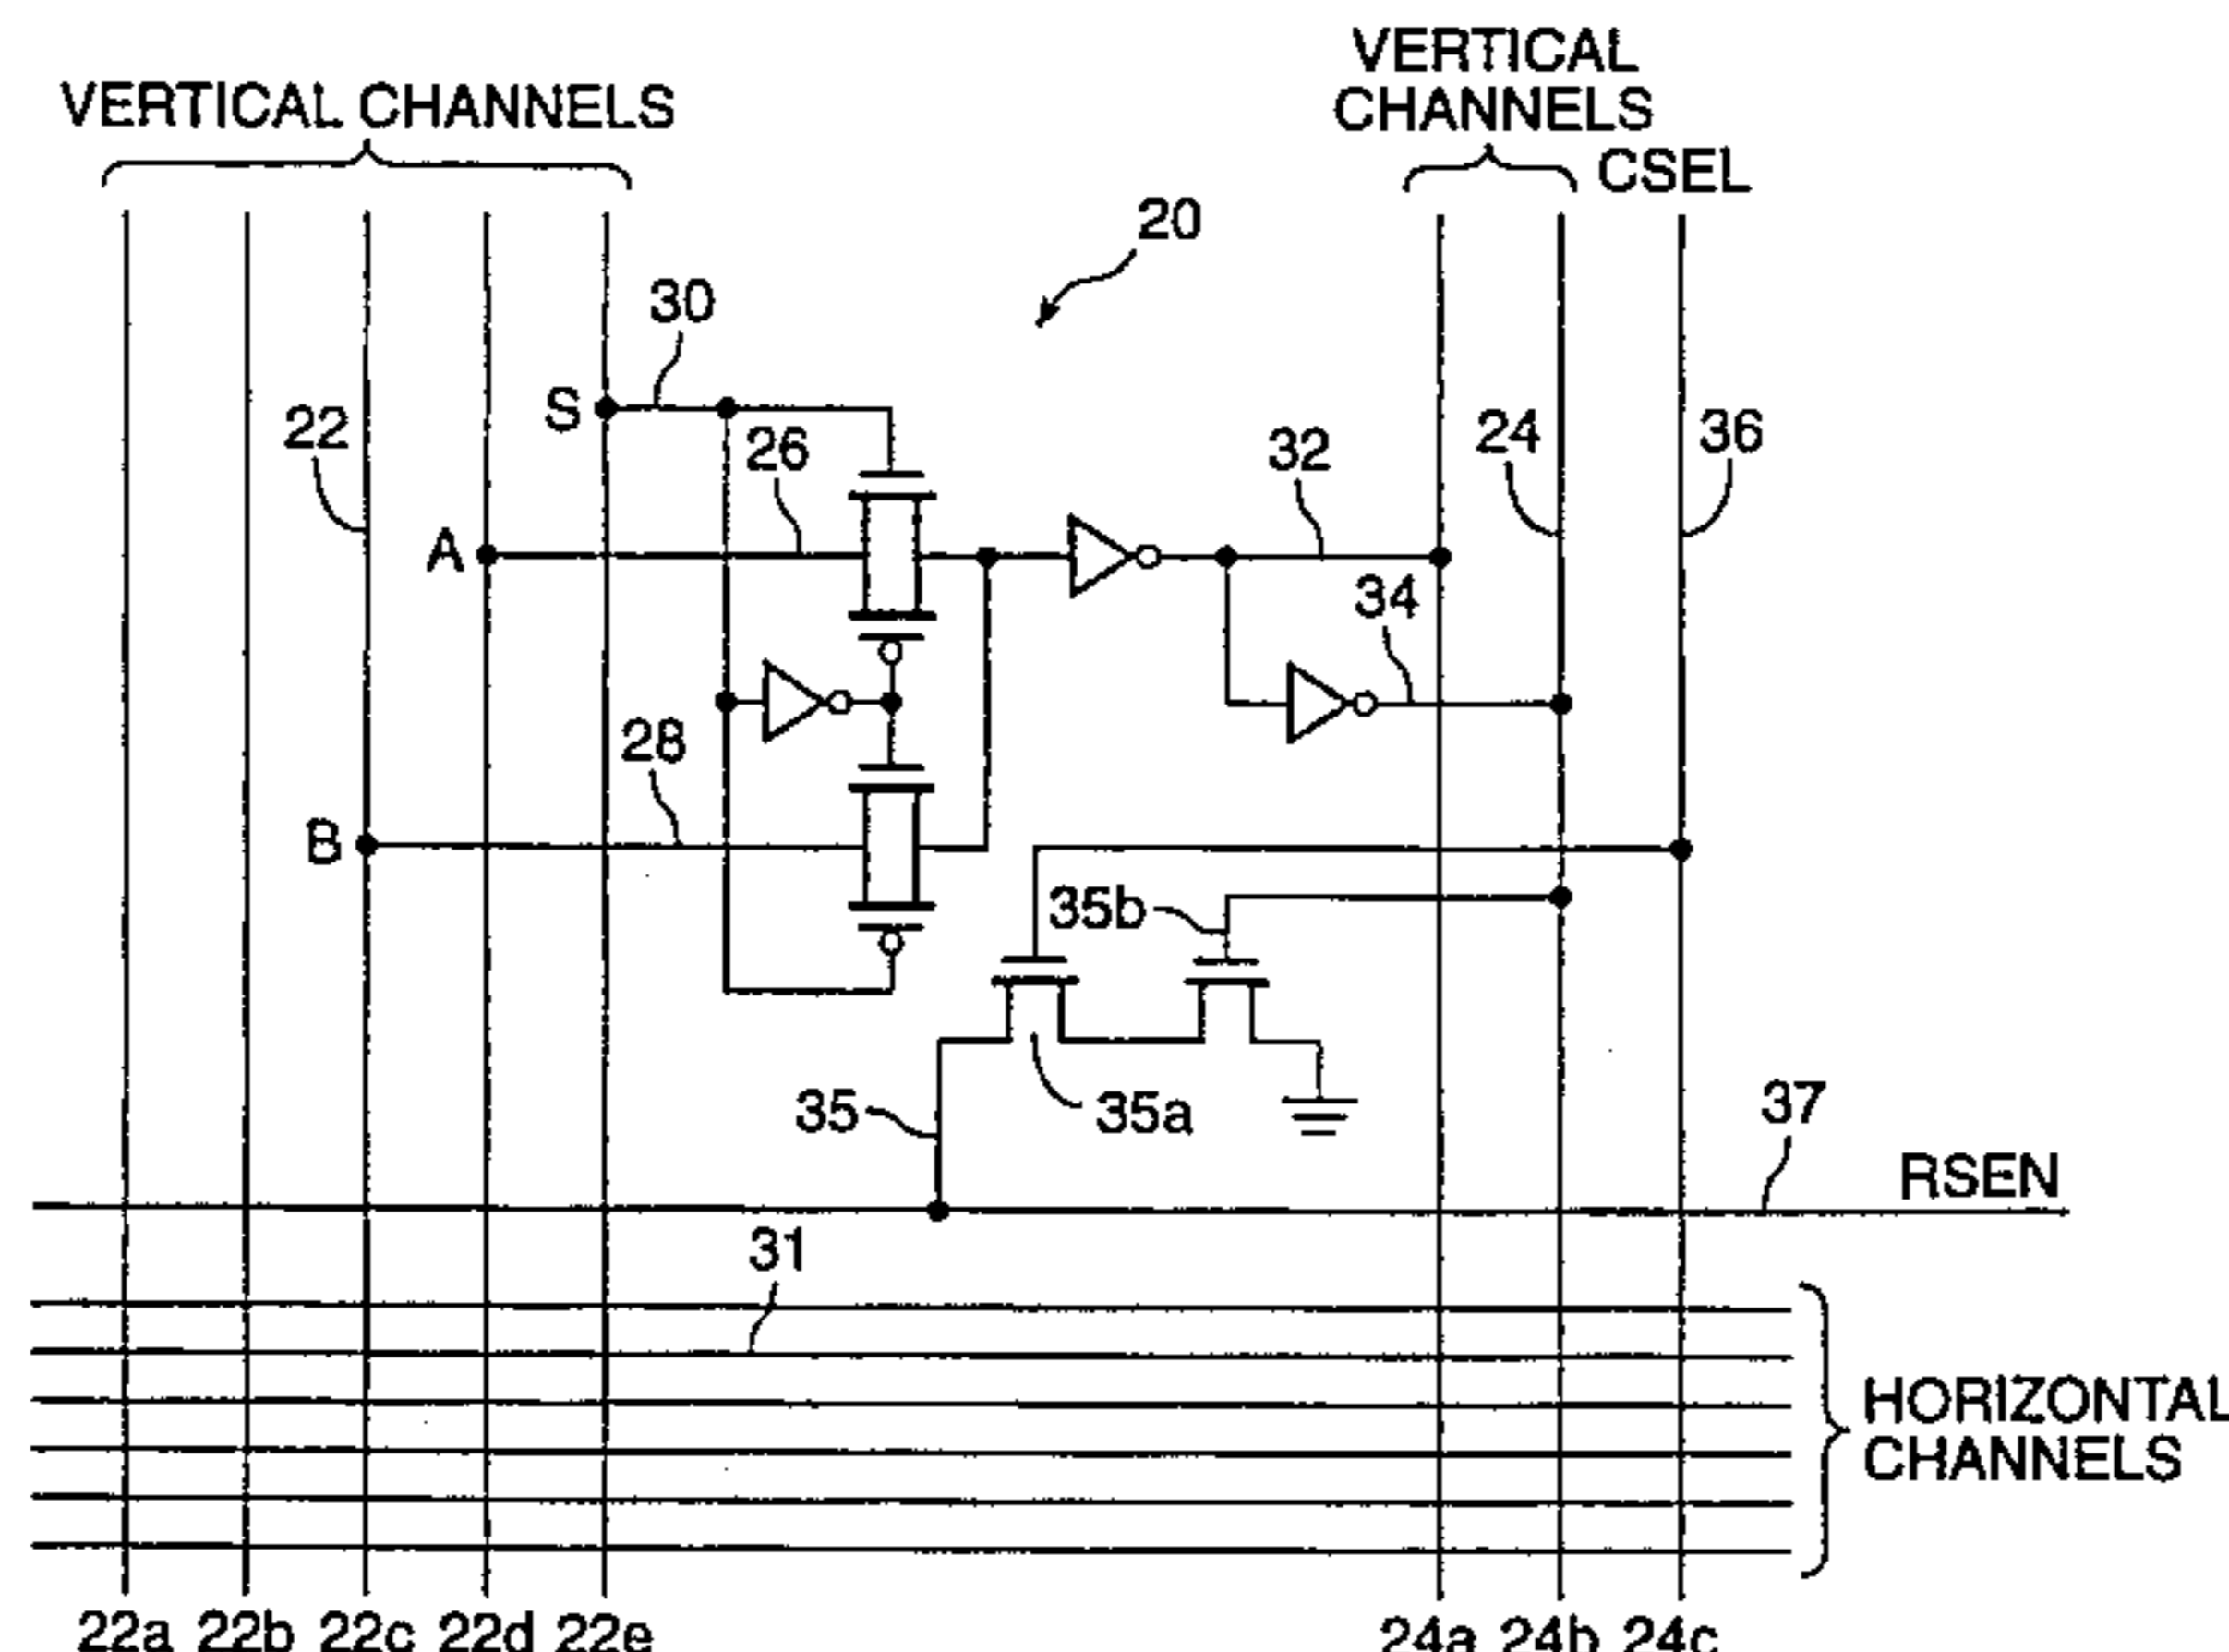 VERTICAL
CHANNELS
VERTICAL CHANNELS
CSEL
20
30
S
22
26
32
24
36
A
34
28
B
35b
35
35a
37
RSEN
31
HORIZONTAL
CHANNELS
22a 22b 22c 22d 22e
24a 24b 24c